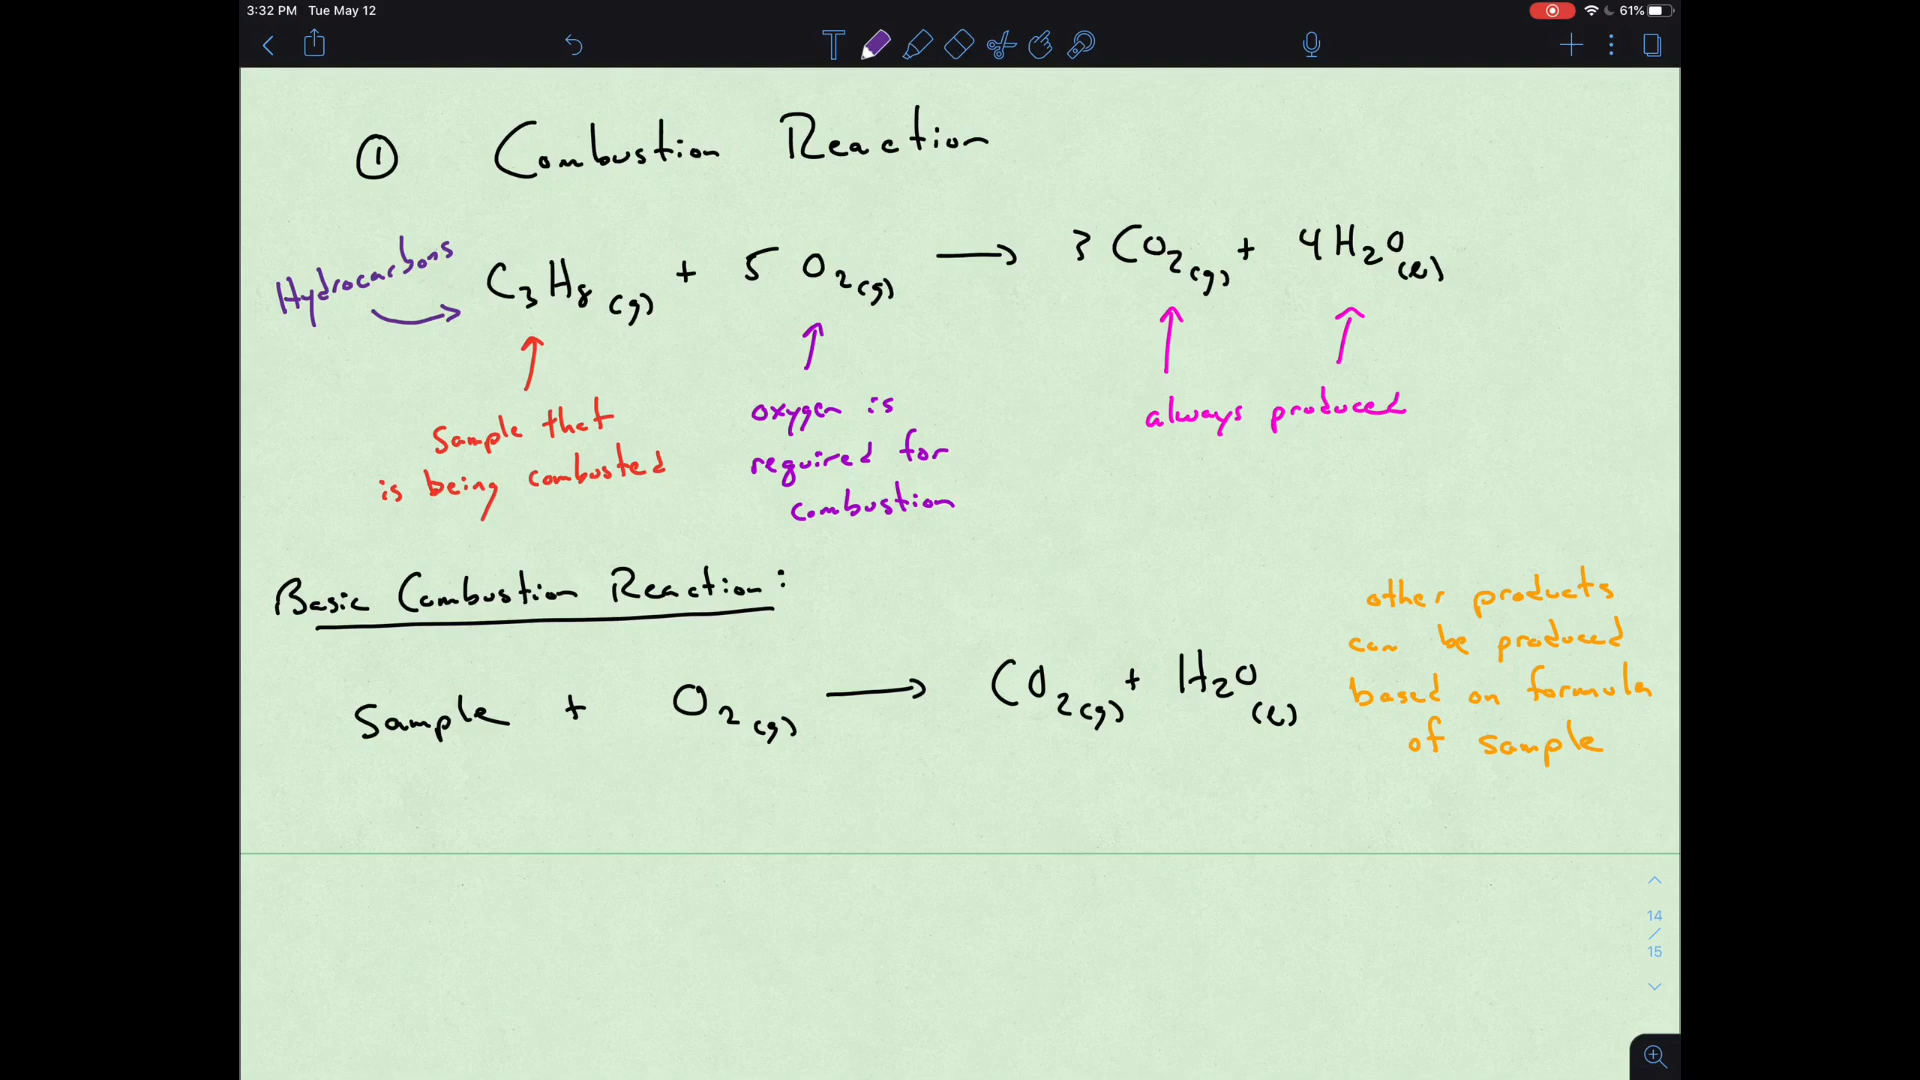 3:32 PM Tue May 12
61%
① Combustion Reaction
Hydrocarbons
C₃H₈ (g) + 5 O₂ (g) → 3 CO₂ (g) + 4 H₂O (l)
sample that
is being combusted
oxygen is
required for
combustion
always produced
Basic Combustion Reaction:
Sample + O₂ (g) → CO₂ (g) + H₂O (l)
other products
can be produced
based on formula
of sample
14
/
15